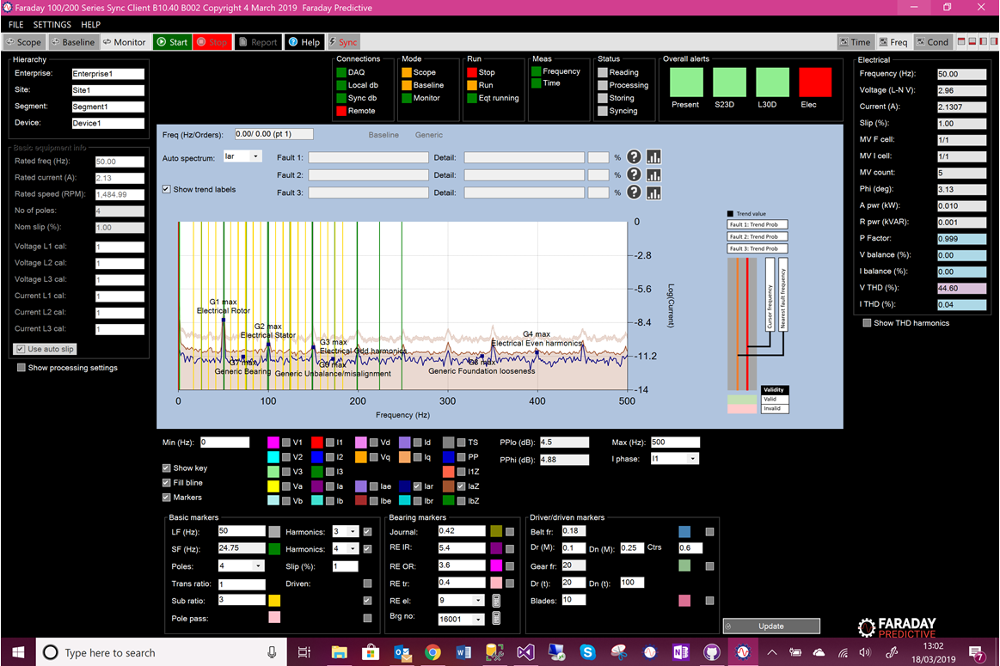 Faraday 100/200 Series Sync Client B10.40 B002 Copyright 4 March 2019 Faraday Predictive
FILE SETTINGS HELP
Scope Baseline Monitor Start Stop Report Help Sync Time Freq Cond
Hierarchy
Enterprise: Enterprise1
Site: Site1
Segment: Segment1
Device: Device1
Basic equipment info
Rated freq (Hz): 50.00
Rated current (A): 2.13
Rated speed (RPM): 1,484.99
No of poles: 4
Nom slip (%): 1.00
Voltage L1 cal: 1
Voltage L2 cal: 1
Voltage L3 cal: 1
Current L1 cal: 1
Current L2 cal: 1
Current L3 cal: 1
Use auto slip
Show processing settings
Connections
DAQ
Local db
Sync db
Remote
Mode
Scope
Baseline
Monitor
Run
Stop
Run
Eqt running
Meas
Frequency
Time
Status
Reading
Processing
Storing
Syncing
Overall alerts
Present S23D L30D Elec
Electrical
Frequency (Hz): 50.00
Voltage (L-N V): 2.96
Current (A): 2.1307
Slip (%): 1.00
MV F cell: 1/1
MV I cell: 1/1
MV count: 5
Phi (deg): 3.13
A pwr (kW): 0.010
R pwr (kVAR): 0.001
P Factor: 0.999
V balance (%): 0.00
I balance (%): 0.00
V THD (%): 44.60
I THD (%): 0.04
Show THD harmonics
Freq (Hz/Orders): 0.00/ 0.00 (pt 1) Baseline Generic
Auto spectrum: Iar Fault 1: Detail: % ?
Fault 2: Detail: % ?
Show trend labels Fault 3: Detail: % ?
Trend value
Fault 1: Trend Prob
Fault 2: Trend Prob
Fault 3: Trend Prob
Cursor frequency
Nearest fault frequency
Validity
Valid
Invalid
0
-2.8
-5.6
-8.4
-11.2
-14
Log(Current)
G1 max
Electrical Rotor
G2 max
Electrical Stator
G3 max
Electrical Odd harmonics
G4 max
Electrical Even harmonics
G7 max
Generic Bearing
Generic Unbalance/misalignment
Generic Foundation looseness
0 100 200 300 400 500
Frequency (Hz)
Min (Hz): 0
Show key
Fill bline
Markers
V1 I1 Vd Id TS
V2 I2 Vq Iq PP
V3 I3 I1Z
Va Ia Iae Iar IaZ
Vb Ib Ibe Ibr IbZ
PPlo (dB): 4.5
PPhi (dB): 4.88
Max (Hz): 500
I phase: I1
Basic markers
LF (Hz): 50 Harmonics: 3
SF (Hz): 24.75 Harmonics: 4
Poles: 4 Slip (%): 1
Trans ratio: 1 Driven:
Sub ratio: 3
Pole pass:
Bearing markers
Journal: 0.42
RE IR: 5.4
RE OR: 3.6
RE tr: 0.4
RE el: 9
Brg no: 16001
Driver/driven markers
Belt fr: 0.18
Dr (M): 0.1 Dn (M): 0.25 Ctrs 0.6
Gear fr: 20
Dr (t): 20 Dn (t): 100
Blades: 10
Update
FARADAY
PREDICTIVE
Type here to search
13:02
18/03/2019
7